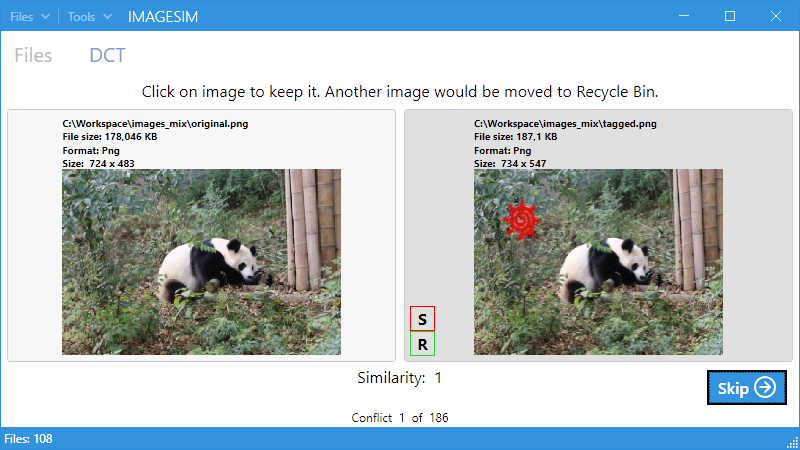 Files Tools IMAGESIM
Files DCT
Click on image to keep it. Another image would be moved to Recycle Bin.
C:\Workspace\images_mix\original.png
File size: 178,046 KB
Format: Png
Size: 724 x 483
C:\Workspace\images_mix\tagged.png
File size: 187,1 KB
Format: Png
Size: 734 x 547
S
R
Similarity: 1
Skip
Conflict 1 of 186
Files: 108